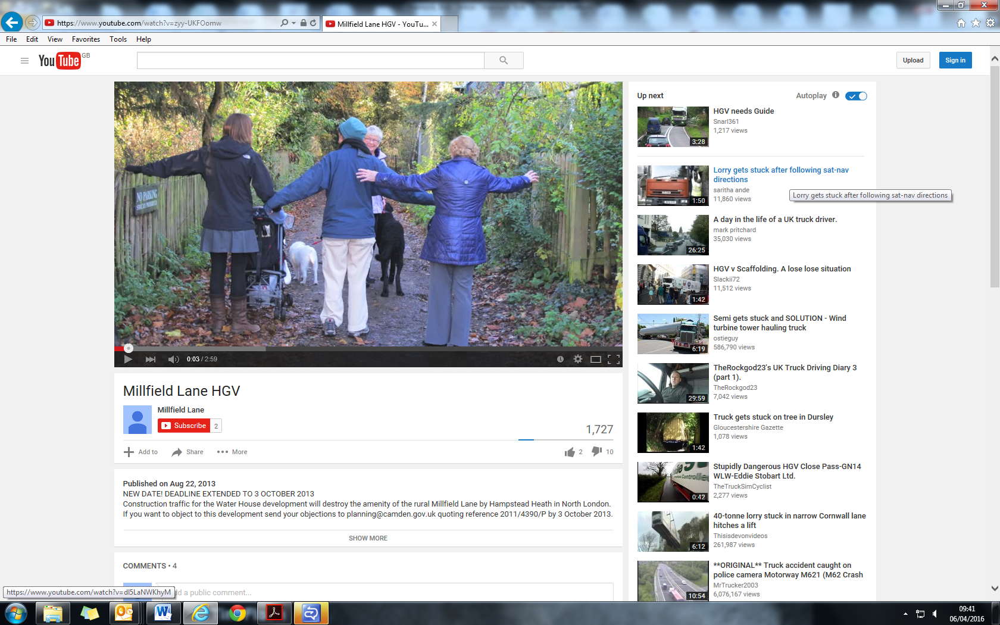 https://www.youtube.com/watch?v=zyy-UKFOomw
Millfield Lane HGV - YouTu...
File Edit View Favorites Tools Help
YouTube GB
Upload
Sign in
NO PARKING
Up next
Autoplay
HGV needs Guide
Snarl361
1,217 views
3:28
Lorry gets stuck after following sat-nav
directions
saritha ande
11,860 views
1:50
Lorry gets stuck after following sat-nav directions
A day in the life of a UK truck driver.
mark pritchard
35,030 views
26:25
HGV v Scaffolding. A lose lose situation
Slackii72
11,512 views
1:42
Semi gets stuck and SOLUTION - Wind
turbine tower hauling truck
ostieguy
586,790 views
6:19
TheRockgod23's UK Truck Driving Diary 3
(part 1).
TheRockgod23
7,042 views
29:59
Truck gets stuck on tree in Dursley
Gloucestershire Gazette
1,078 views
1:42
Stupidly Dangerous HGV Close Pass-GN14
WLW-Eddie Stobart Ltd.
TheTruckSimCyclist
2,277 views
0:42
40-tonne lorry stuck in narrow Cornwall lane
hitches a lift
Thisisdevonvideos
261,987 views
6:12
**ORIGINAL** Truck accident caught on
police camera Motorway M621 (M62 Crash
MrTrucker2003
6,076,167 views
10:54
0:03 / 2:59
Millfield Lane HGV
Millfield Lane
Subscribe 2
1,727
Add to Share More
2 10
Published on Aug 22, 2013
NEW DATE! DEADLINE EXTENDED TO 3 OCTOBER 2013
Construction traffic for the Water House development will destroy the amenity of the rural Millfield Lane by Hampstead Heath in North London.
If you want to object to this development send your objections to planning@camden.gov.uk quoting reference 2011/4390/P by 3 October 2013.
SHOW MORE
COMMENTS • 4
d a public comment...
https://www.youtube.com/watch?v=dI5LaNWKhyM
09:41
06/04/2016